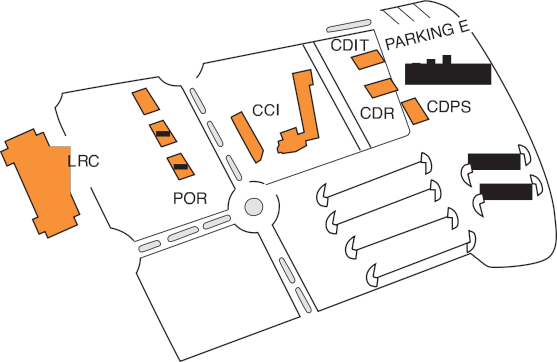 CDIT
PARKING E
CCI
CDR
CDPS
LRC
POR